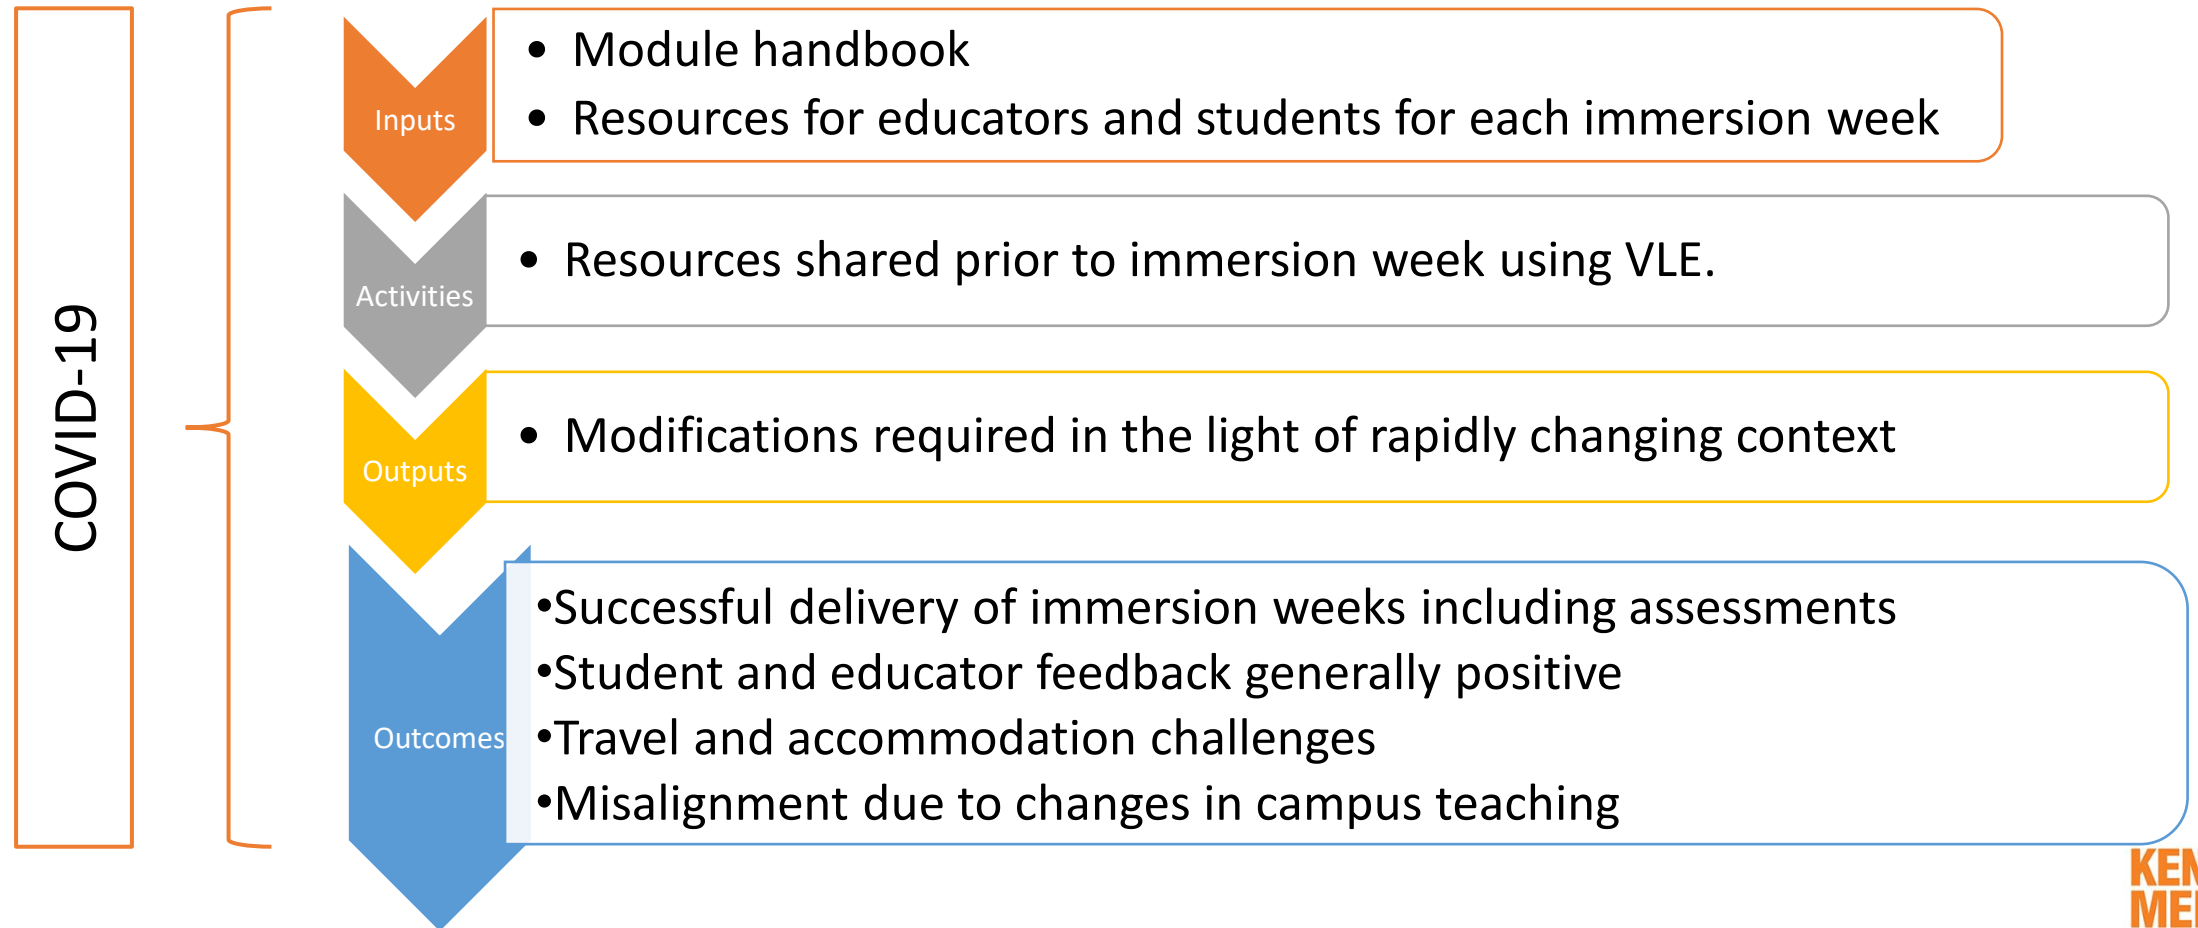 COVID-19
Inputs
• Module handbook
• Resources for educators and students for each immersion week
Activities
• Resources shared prior to immersion week using VLE.
Outputs
• Modifications required in the light of rapidly changing context
Outcomes
•Successful delivery of immersion weeks including assessments
•Student and educator feedback generally positive
•Travel and accommodation challenges
•Misalignment due to changes in campus teaching